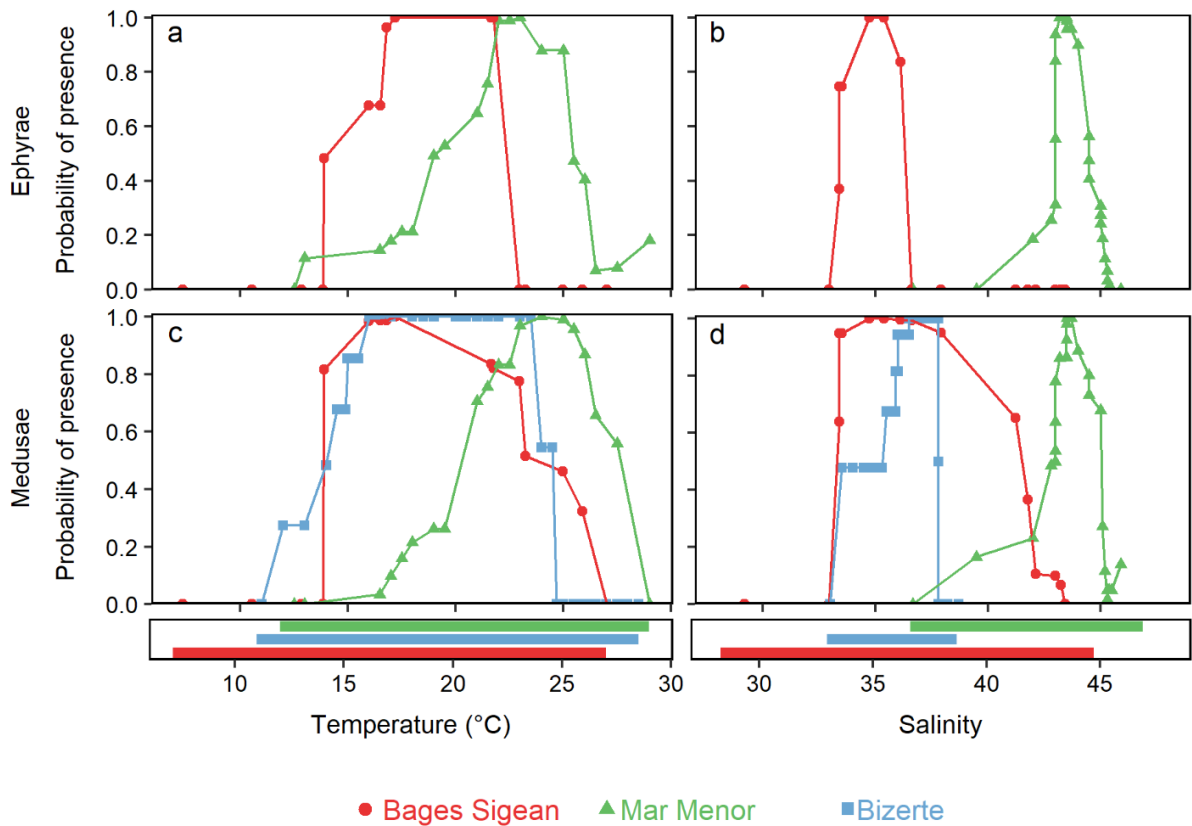 a
b
Ephyrae
Probability of presence
1.0
0.8
0.6
0.4
0.2
0.0
c
d
Medusae
Probability of presence
1.0
0.8
0.6
0.4
0.2
0.0
10 15 20 25 30
30 35 40 45
Temperature (°C)
Salinity
Bages Sigean Mar Menor Bizerte